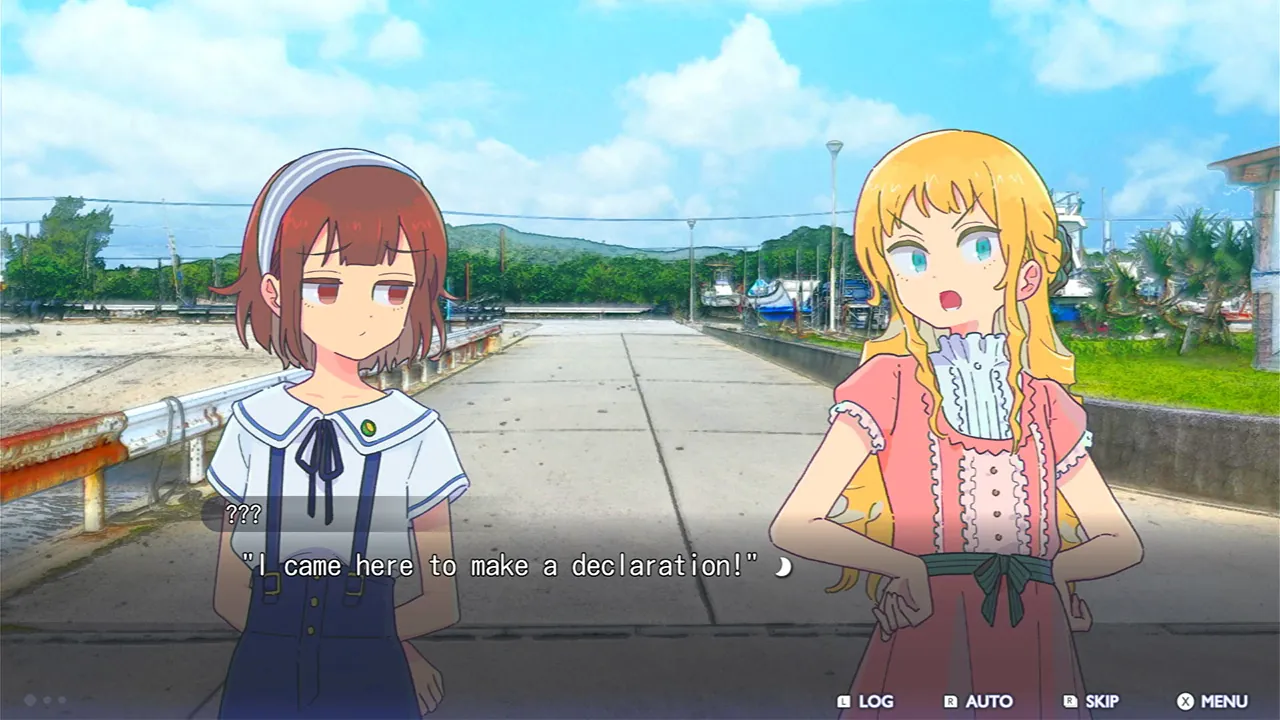 ???
"I came here to make a declaration!"
L LOG
R AUTO
R SKIP
X MENU